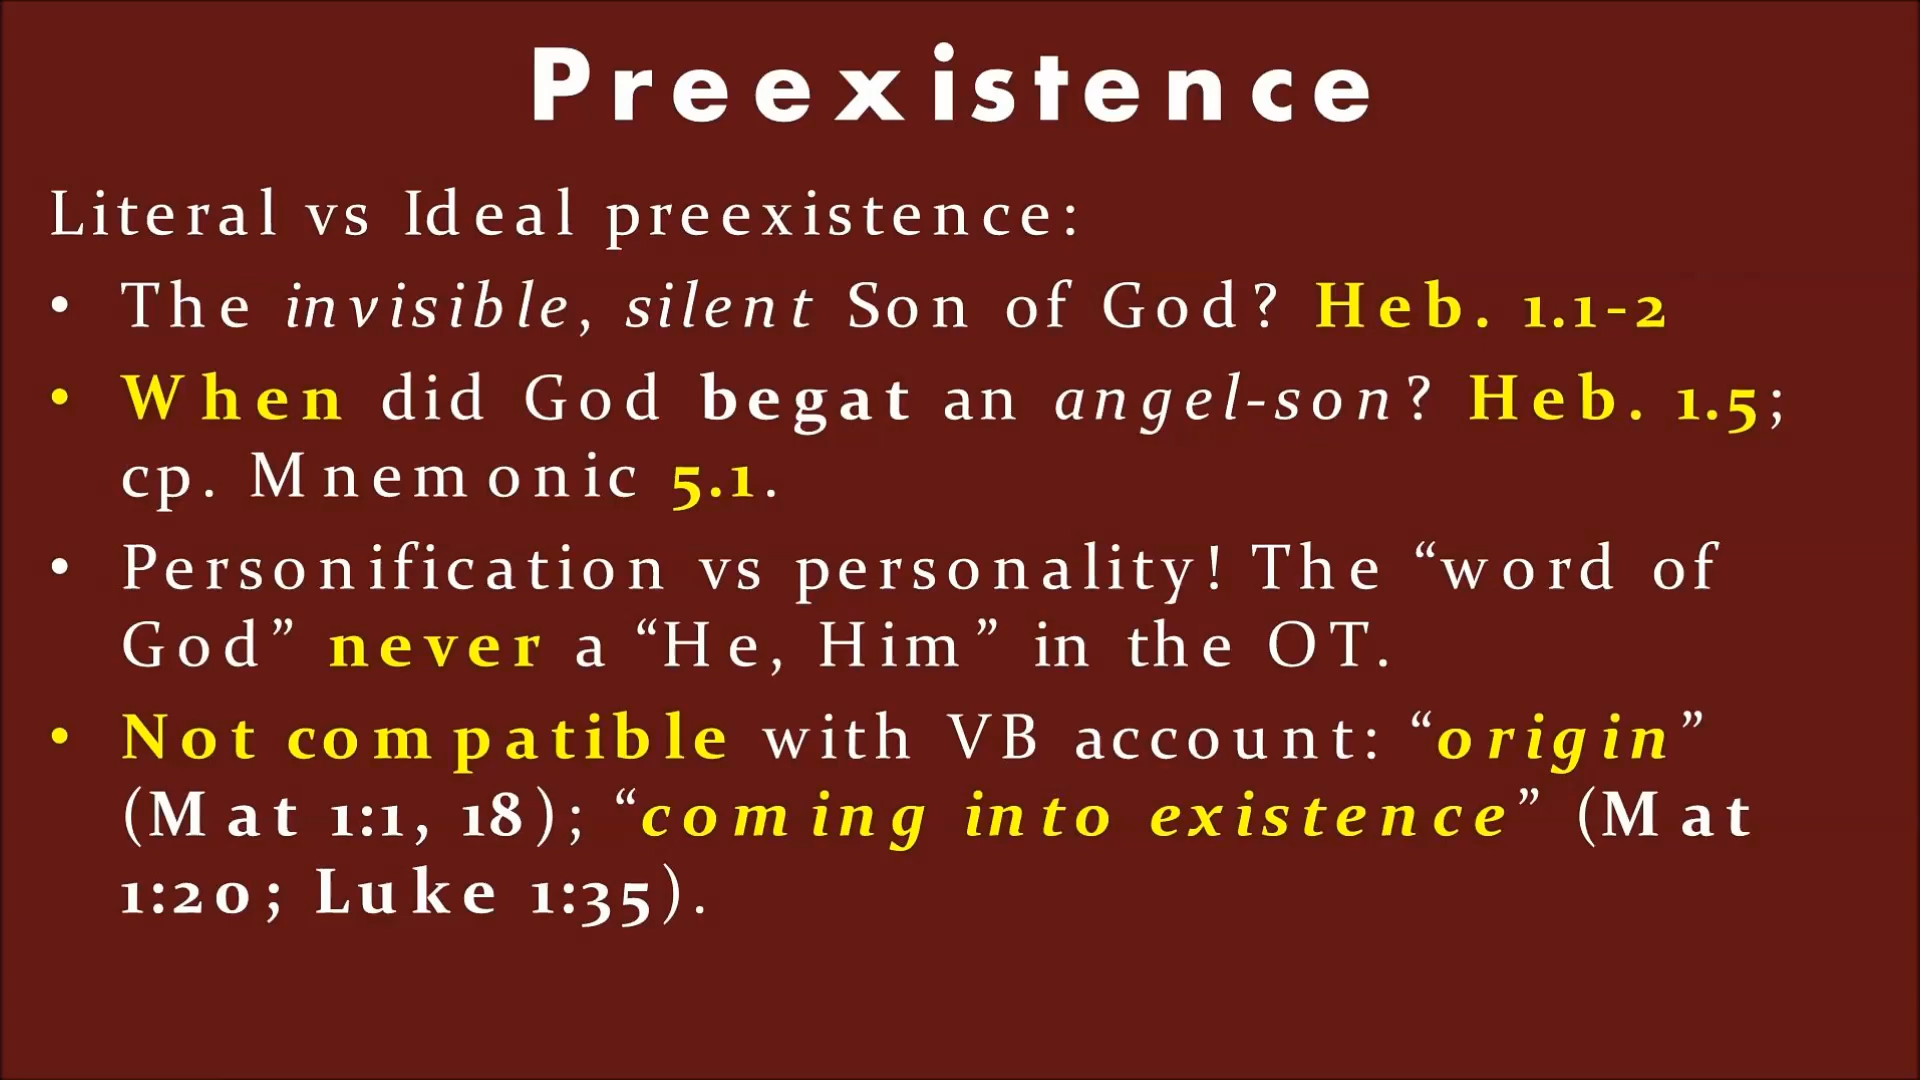 Preexistence
Literal vs Ideal preexistence:
• The invisible, silent Son of God? Heb. 1.1-2
• When did God begat an angel-son? Heb. 1.5;
cp. Mnemonic 5.1.
• Personification vs personality! The “word of
God” never a “He, Him” in the OT.
• Not compatible with VB account: “origin”
(Mat 1:1, 18); “coming into existence” (Mat
1:20; Luke 1:35).